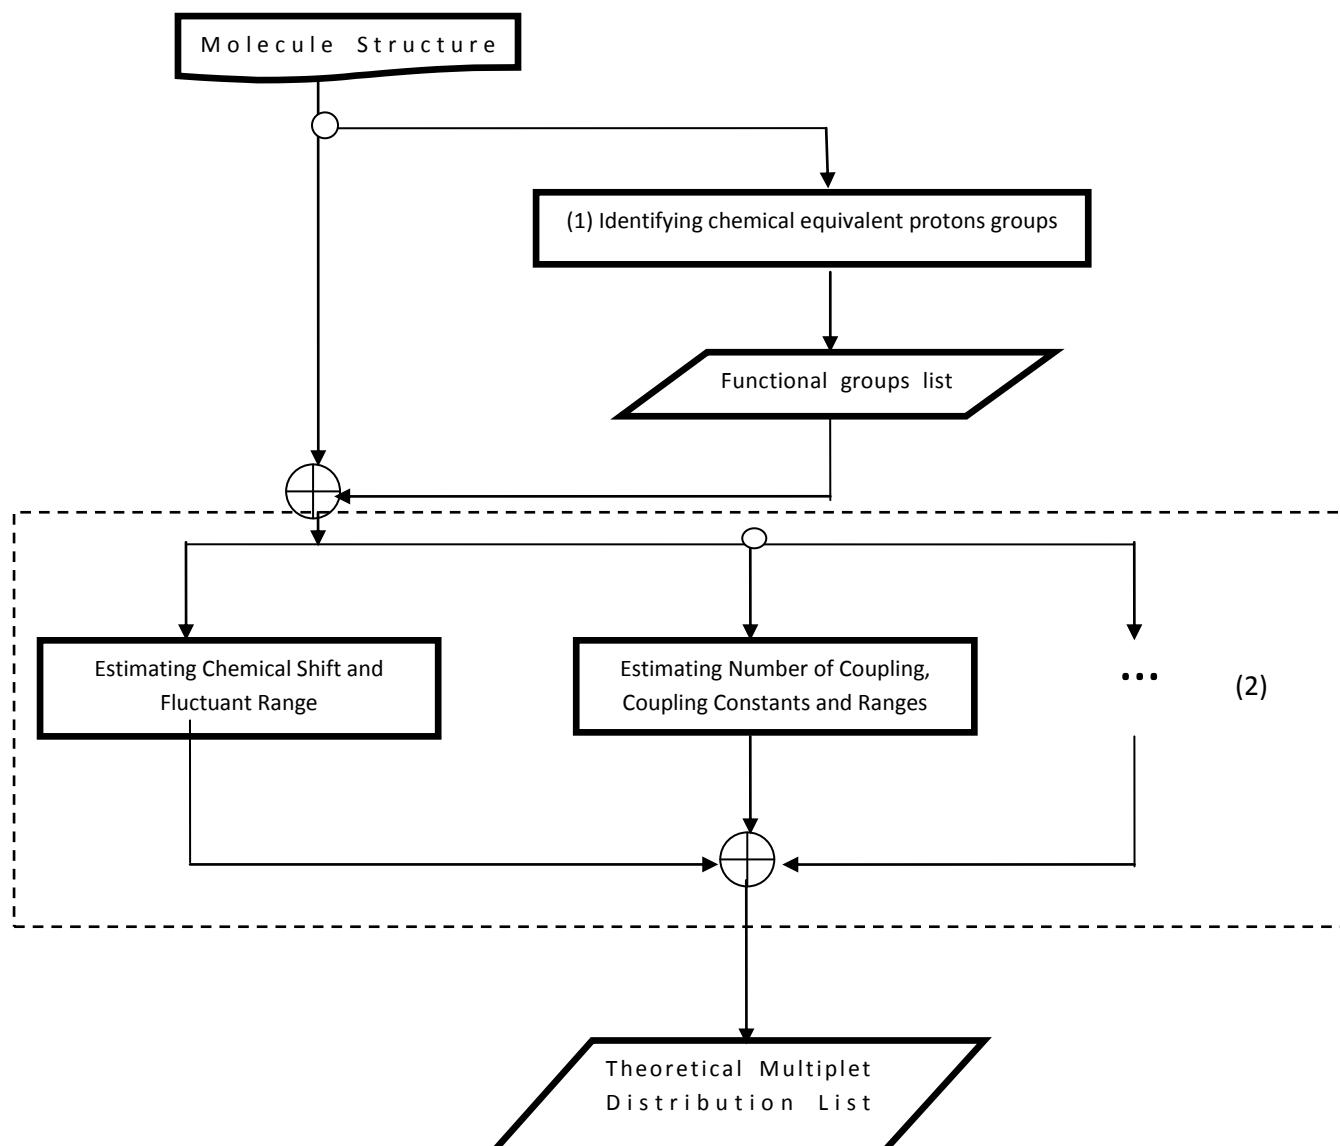 Molecule Structure
(1) Identifying chemical equivalent protons groups
Functional groups list
Estimating Chemical Shift and
Fluctuant Range
Estimating Number of Coupling,
Coupling Constants and Ranges
...
(2)
Theoretical Multiplet
Distribution List